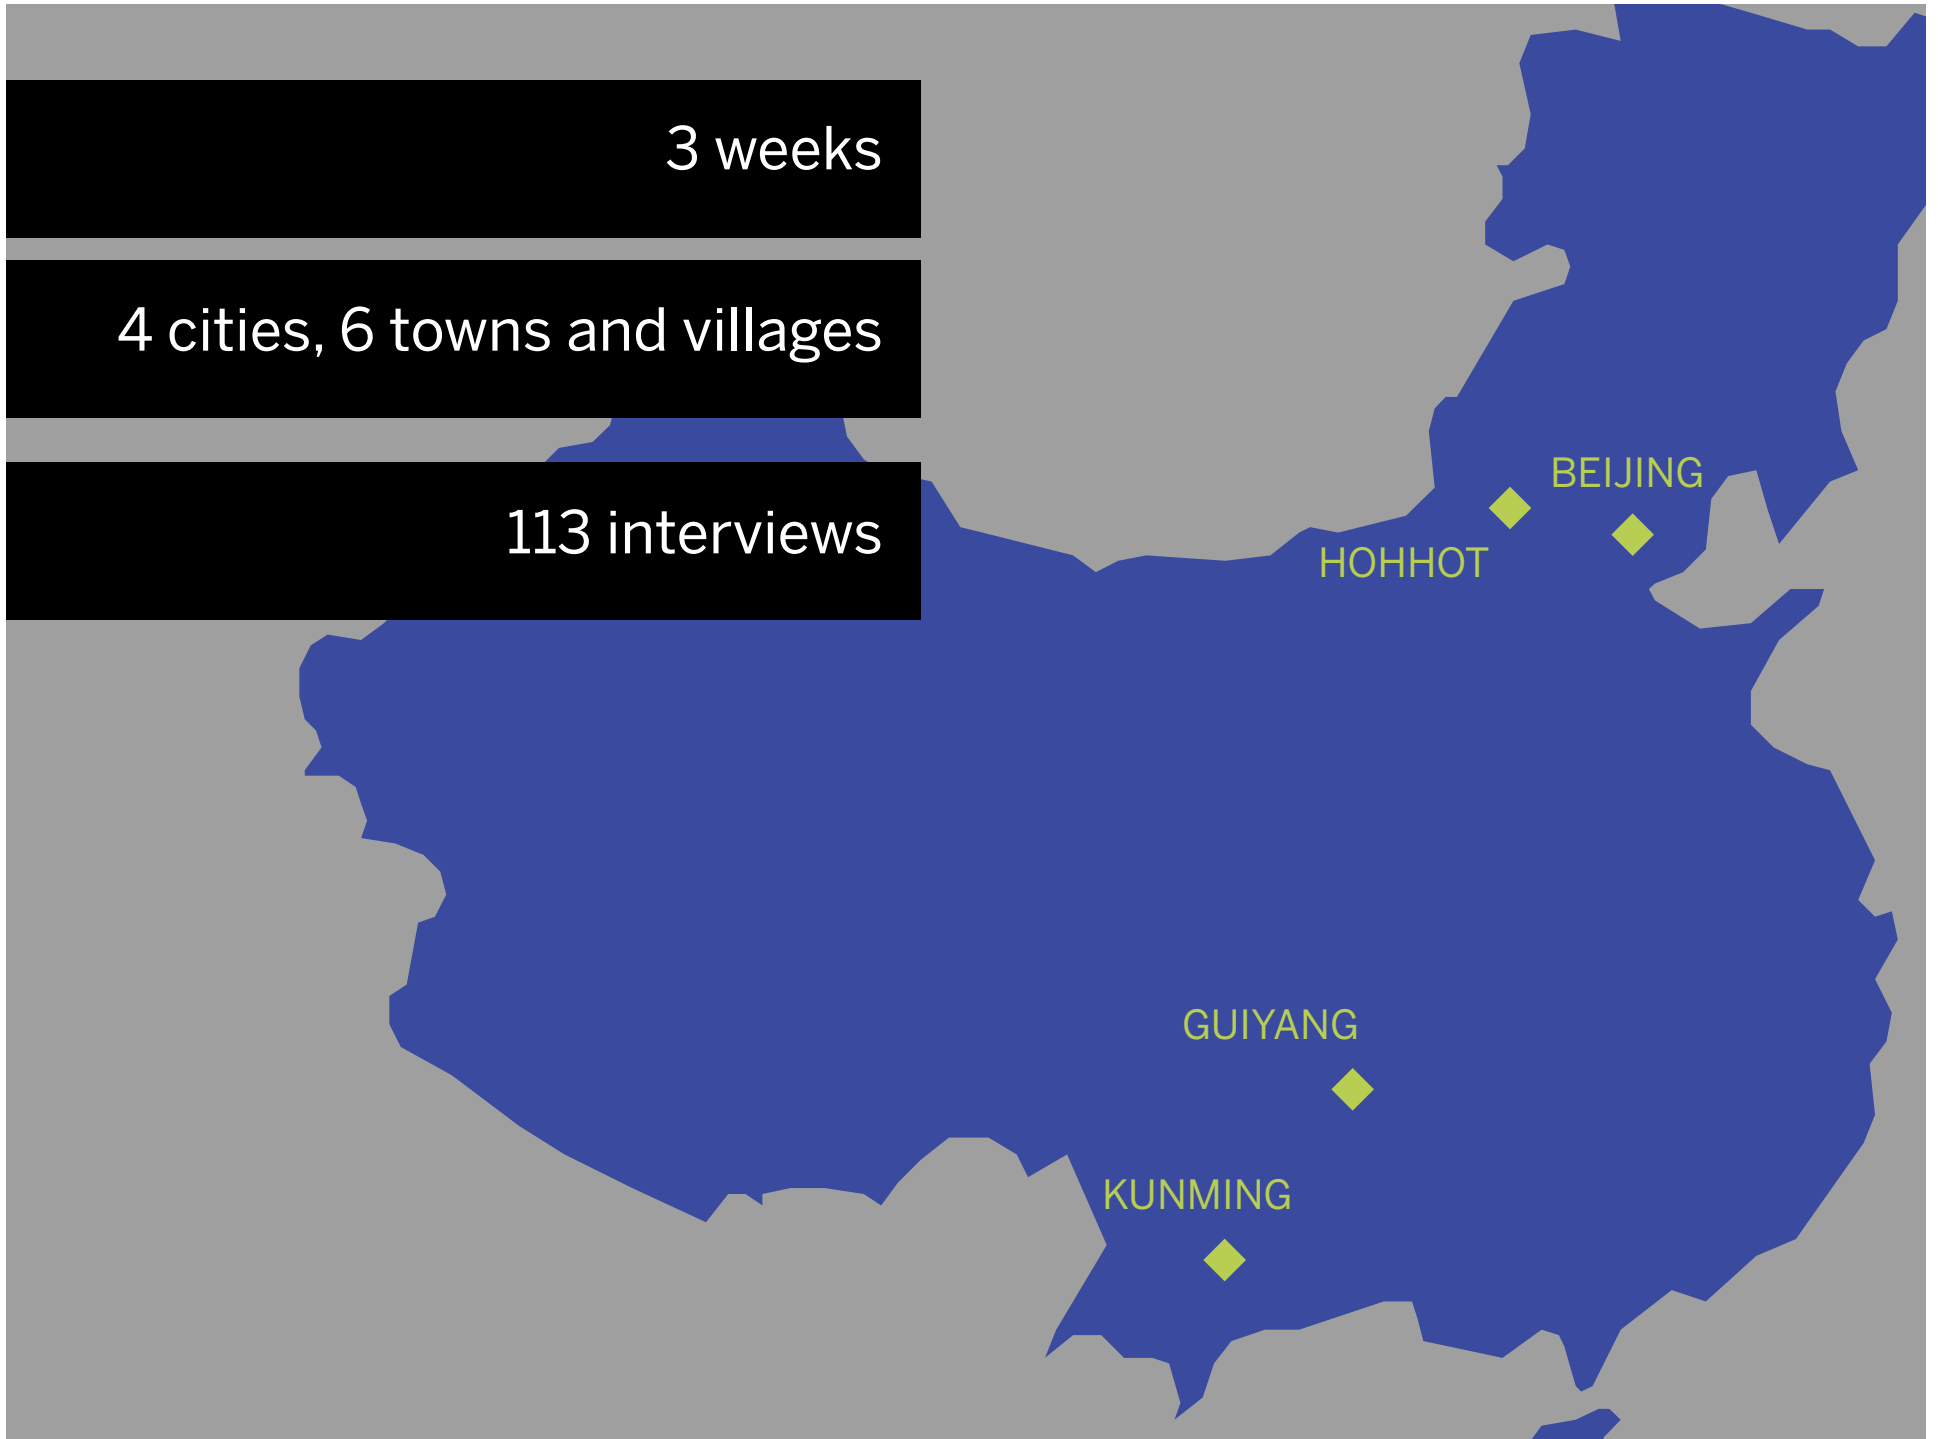 3 weeks
4 cities, 6 towns and villages
113 interviews
BEIJING
HOHHOT
GUIYANG
KUNMING